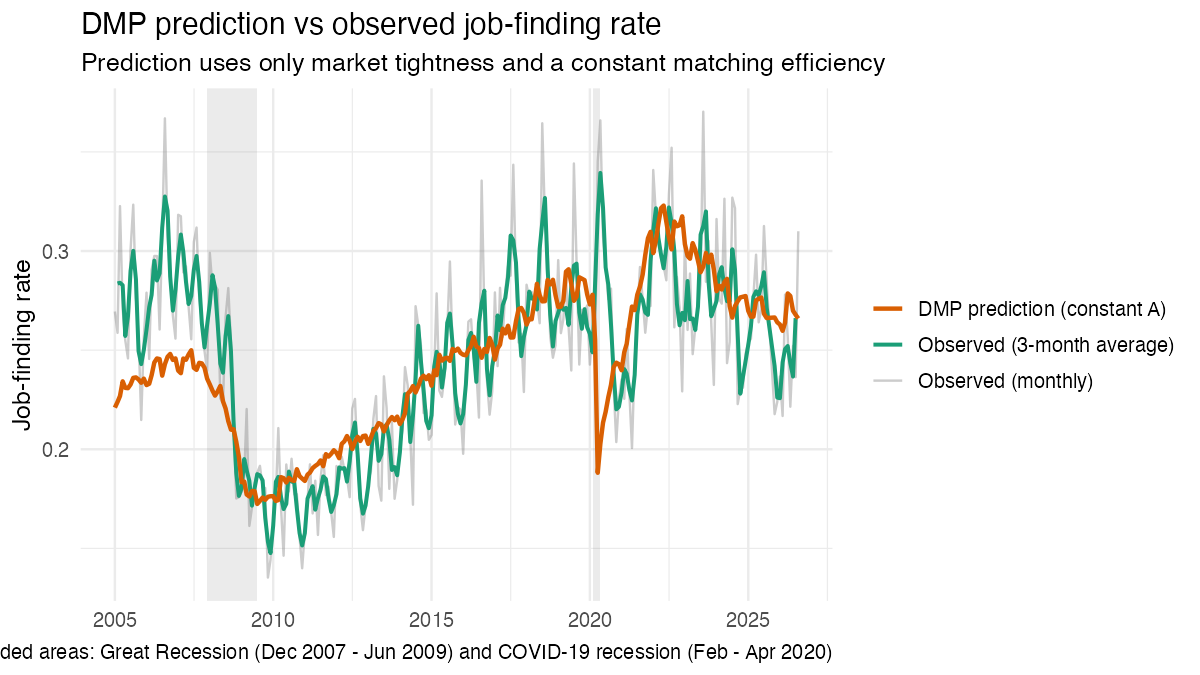 DMP prediction vs observed job-finding rate
Prediction uses only market tightness and a constant matching efficiency
Job-finding rate
0.3
0.2
2005 2010 2015 2020 2025
DMP prediction (constant A)
Observed (3-month average)
Observed (monthly)
ded areas: Great Recession (Dec 2007 - Jun 2009) and COVID-19 recession (Feb - Apr 2020)